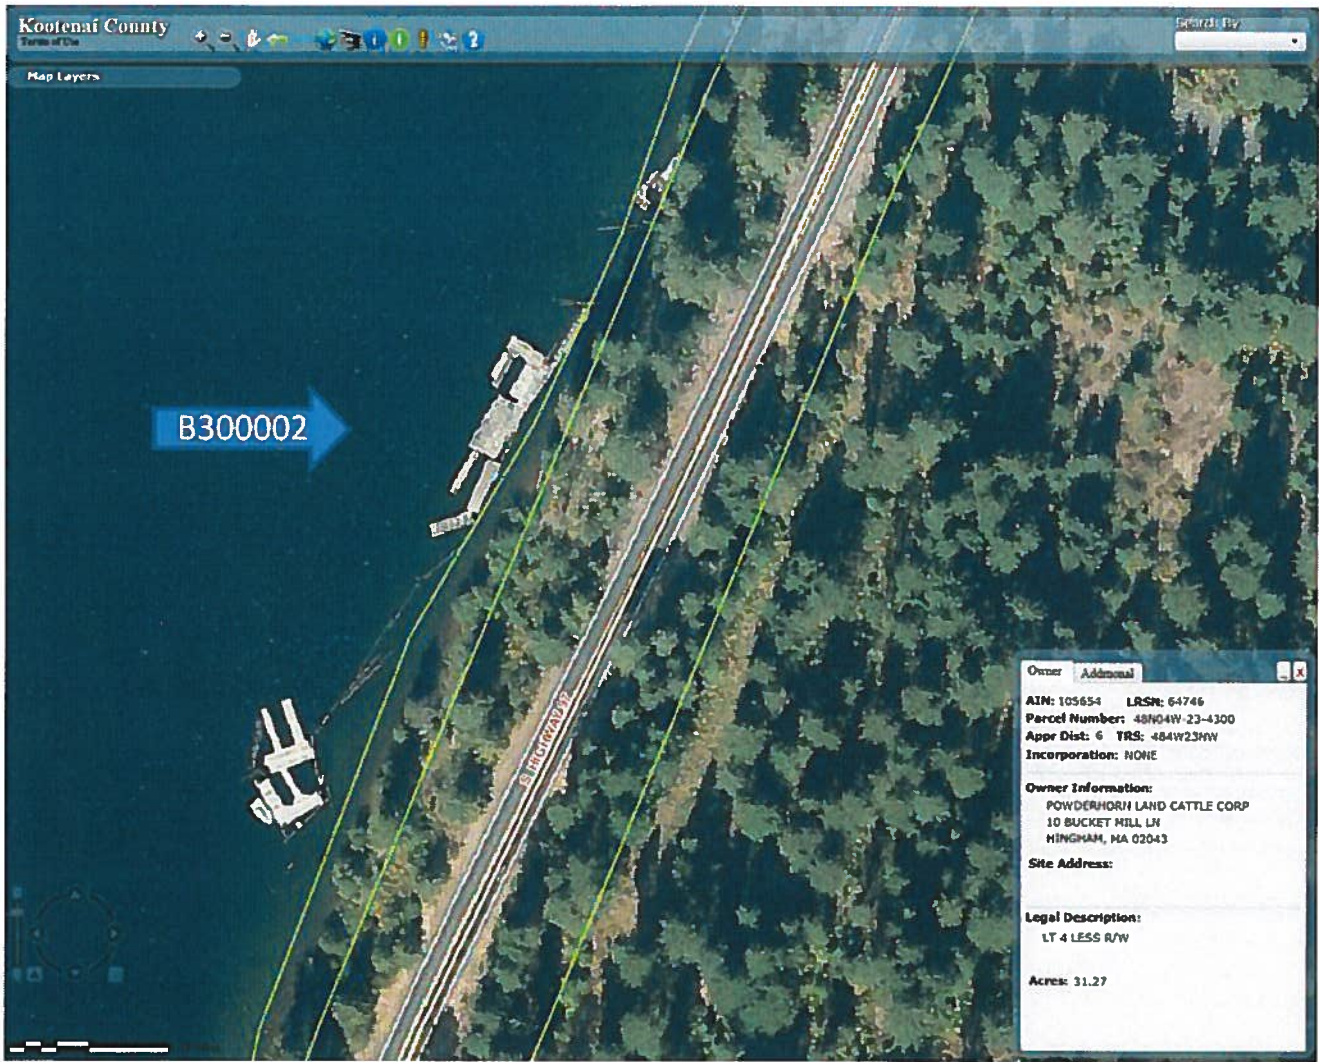 Kootenai County
Terms of Use
Search By:
Map Layers
B300002
US HIGHWAY 97
Owner Additional
AIN: 105654 LRSN: 64746
Parcel Number: 48N04W-23-4300
Appr Dist: 6 TRS: 484W23NW
Incorporation: NONE
Owner Information:
POWDERHORN LAND CATTLE CORP
10 BUCKET MILL LN
HINGHAM, MA 02043
Site Address:
Legal Description:
LT 4 LESS R/W
Acres: 31.27